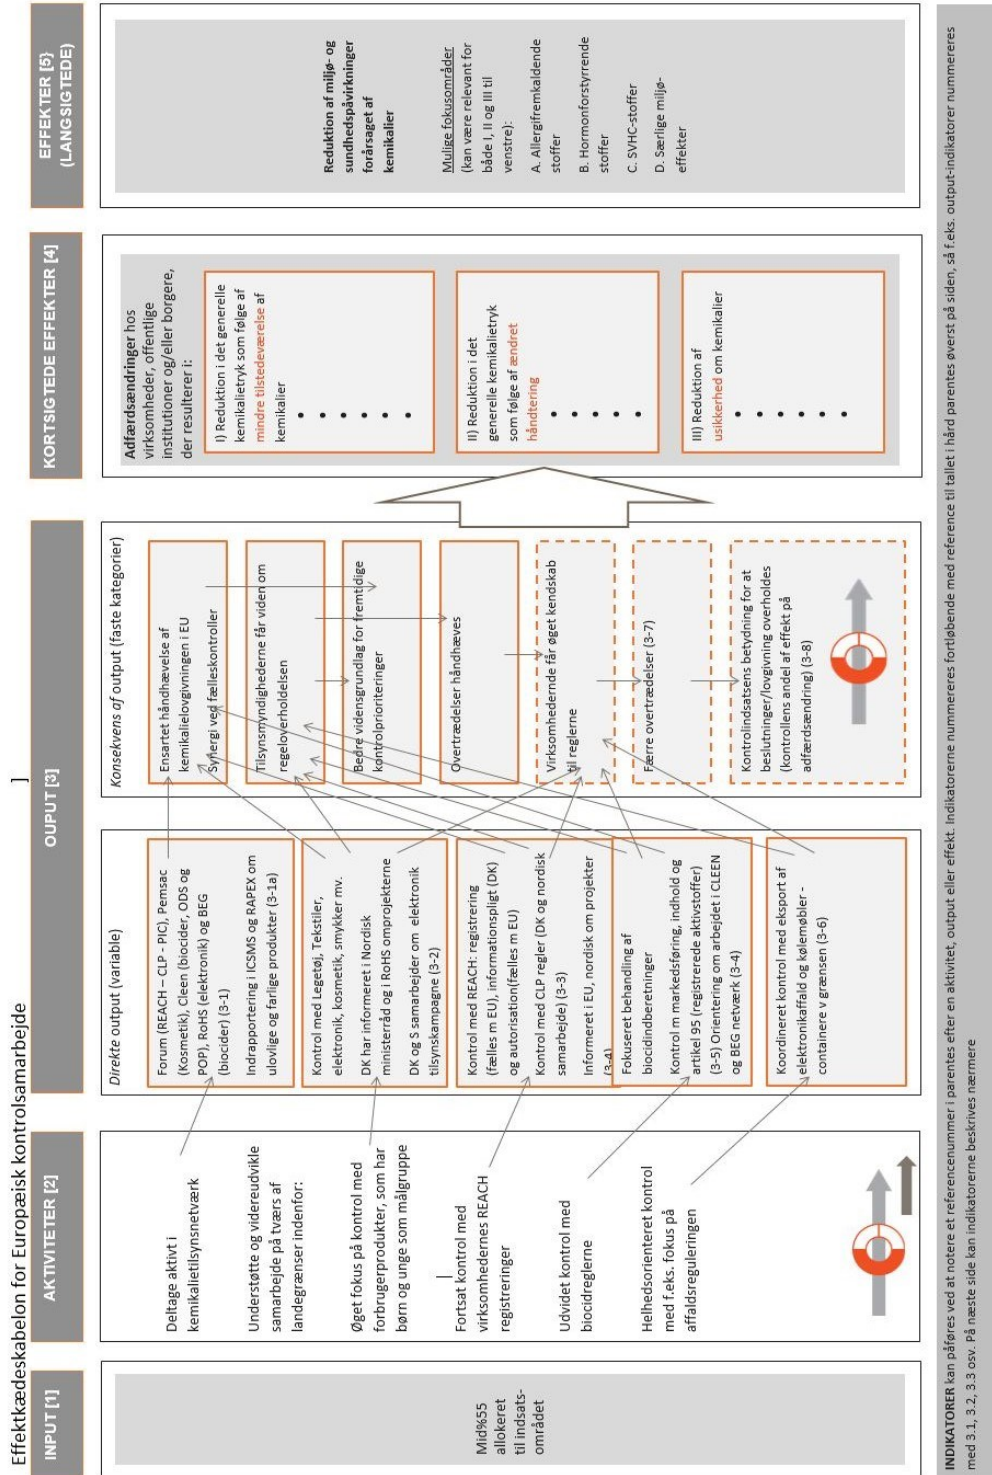 Effektkædeskabelon for Europæisk kontrolsamarbejde
]
INPUT [1]
Mid%55
allokeret
til indsats-
området
AKTIVITETER [2]
Deltage aktivt i
kemikalietilsynsnetværk
Understøtte og videreudvikle
samarbejde på tværs af
landegrænser indenfor:
Øget fokus på kontrol med
forbrugerprodukter, som har
børn og unge som målgruppe
]
Fortsat kontrol med
virksomhedernes REACH
registreringer
Udvidet kontrol med
biocidreglerne
Helhedsorienteret kontrol
med f.eks. fokus på
affaldsreguleringen
OUPUT [3]
Direkte output (variable)
Forum (REACH – CLP - PIC), Pemsac
(Kosmetik), Cleen (biocider, ODS og
POP), RoHS (elektronik) og BEG
(biocider) (3-1)
Indrapportering i ICSMS og RAPEX om
ulovlige og farlige produkter (3-1a)
Kontrol med Legetøj, Tekstiler,
elektronik, kosmetik, smykker mv.
DK har informeret i Nordisk
ministerråd og i RoHS omprojekterne
DK og S samarbejder om elektronik
tilsynskampagne (3-2)
Kontrol med REACH: registrering
(fælles m EU), informationspligt (DK)
og autorisation(fælles m EU)
Kontrol med CLP regler (DK og nordisk
samarbejde) (3-3)
Informeret i EU, nordisk om projekter
(3-4)
Fokuseret behandling af
biocidindberetninger
Kontrol m markedsføring, indhold og
artikel 95 (registrerede aktivstoffer)
(3-5) Orientering om arbejdet i CLEEN
og BEG netværk (3-4)
Koordineret kontrol med eksport af
elektronikaffald og kølemøbler -
containere v grænsen (3-6)
Konsekvens af output (faste kategorier)
Ensartet håndhævelse af
kemikalielovgivningen i EU
Synergi ved fælleskontroller
Tilsynsmyndighederne får viden om
regeloverholdelsen
Bedre vidensgrundlag for fremtidige
kontrolprioriteringer
Overtrædelser håndhæves
Virksomhedernde får øget kendskab
til reglerne
Færre overtrædelser (3-7)
Kontrolindsatsens betydning for at
beslutninger/lovgivning overholdes
(kontrollens andel af effekt på
adfærdsændring) (3-8)
KORTSIGTEDE EFFEKTER [4]
Adfærdsændringer hos
virksomheder, offentlige
institutioner og/eller borgere,
der resulterer i:
I) Reduktion i det generelle
kemikalietryk som følge af
mindre tilstedeværelse af
kemikalier
II) Reduktion i det
generelle kemikalietryk
som følge af ændret
håndtering
III) Reduktion af
usikkerhed om kemikalier
EFFEKTER [5}
(LANGSIGTEDE)
Reduktion af miljø- og
sundhedspåvirkninger
forårsaget af
kemikalier
Mulige fokusområder
(kan være relevant for
både I, II og III til
venstre):
A. Allergifremkaldende
stoffer
B. Hormonforstyrrende
stoffer
C. SVHC-stoffer
D. Særlige miljø-
effekter
INDIKATORER kan påføres ved at notere et referencenummer i parentes efter en aktivitet, output eller effekt. Indikatorerne nummereres fortløbende med reference til tallet i hård parentes øverst på siden, så f.eks. output-indikatorer nummereres
med 3.1, 3.2, 3.3 osv. På næste side kan indikatorerne beskrives nærmere